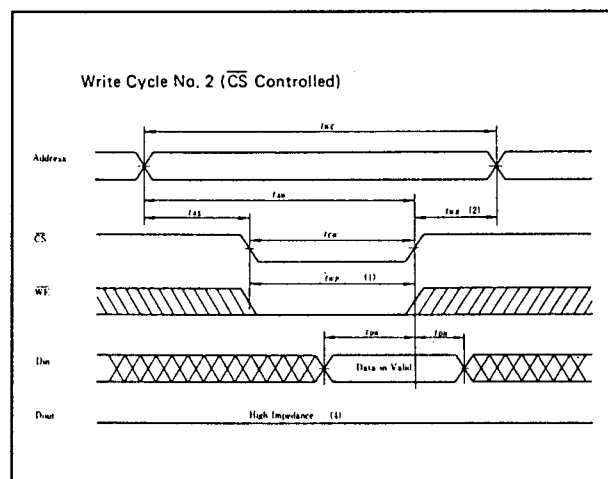 Write Cycle No. 2 (CS Controlled)
tWC
Address
tAW
tAS
tWR (2)
CS
tCW
tWP (1)
WE
tDW
tDH
Din
Data in Valid
Dout
High Impedance (4)